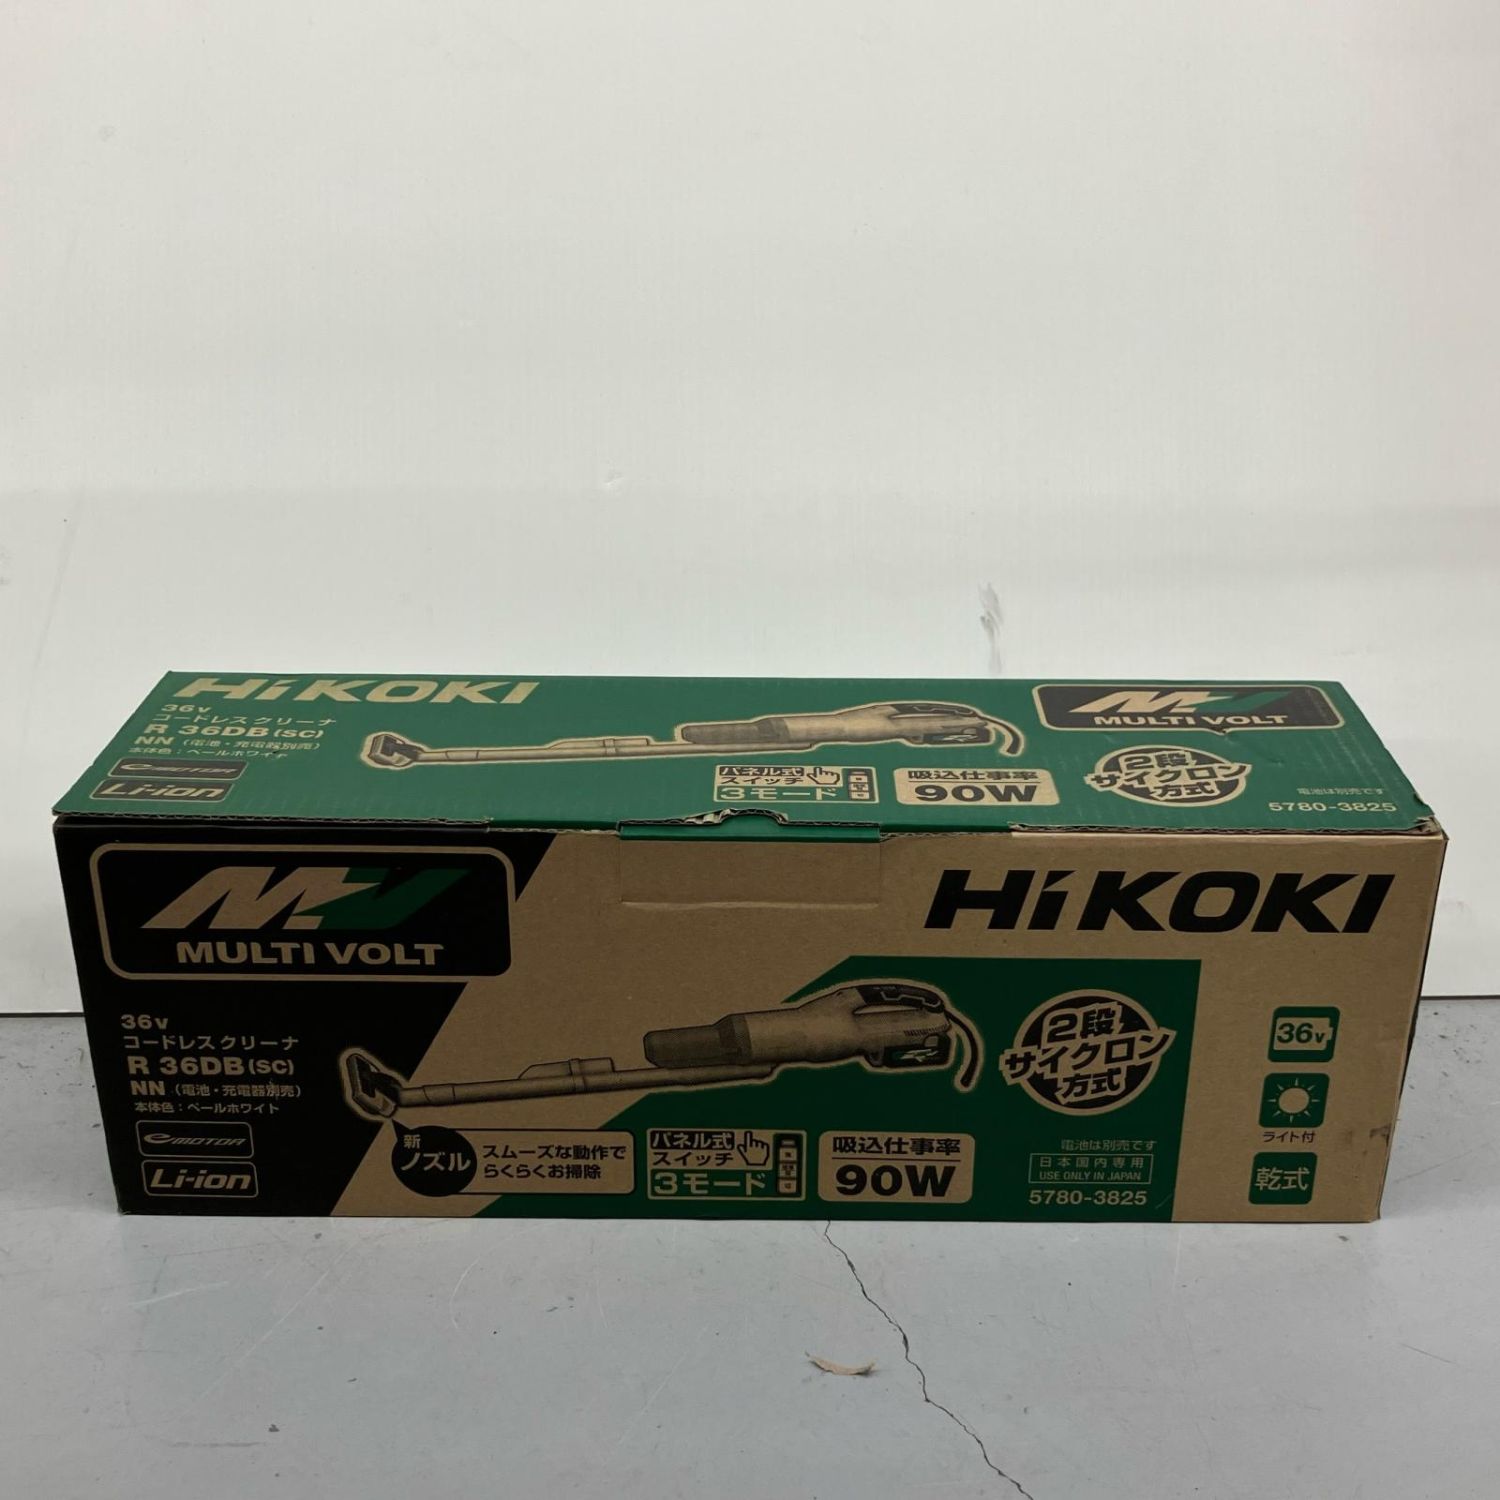 HiKOKI
36v
コードレスクリーナ
R 36DB (SC)
NN (電池・充電器別売)
本体色:ペールホワイト
e MOTOR
Li-ion
パネル式
スイッチ
3モード
吸込仕事率
90W
MV
MULTI VOLT
2段
サイクロン
方式
電池は別売です
5780-3825
MV
MULTI VOLT
36v
コードレスクリーナ
R 36DB (SC)
NN (電池・充電器別売)
本体色:ペールホワイト
e MOTOR
Li-ion
新
ノズル
スムーズな動作で
らくらくお掃除
パネル式
スイッチ
3モード
吸込仕事率
90W
HiKOKI
2段
サイクロン
方式
電池は別売です
日本国内専用
USE ONLY IN JAPAN
5780-3825
36v
ライト付
乾式